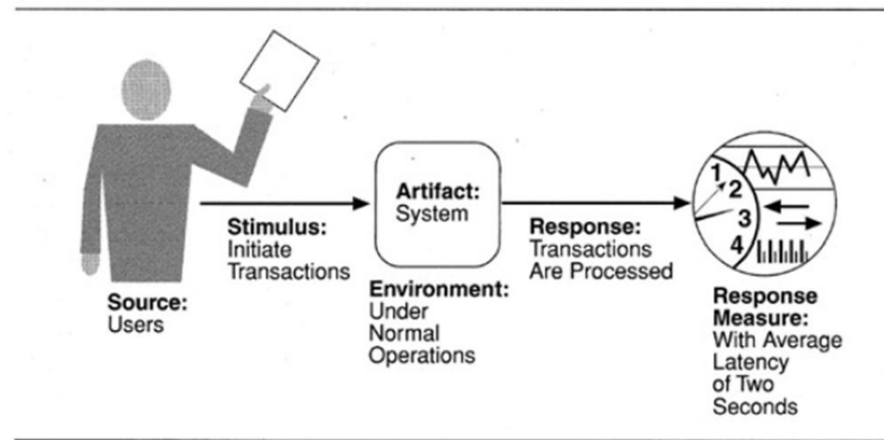 Source:
Users
Stimulus:
Initiate
Transactions
Artifact:
System
Environment:
Under
Normal
Operations
Response:
Transactions
Are Processed
1
2
3
4
Response
Measure:
With Average
Latency
of Two
Seconds